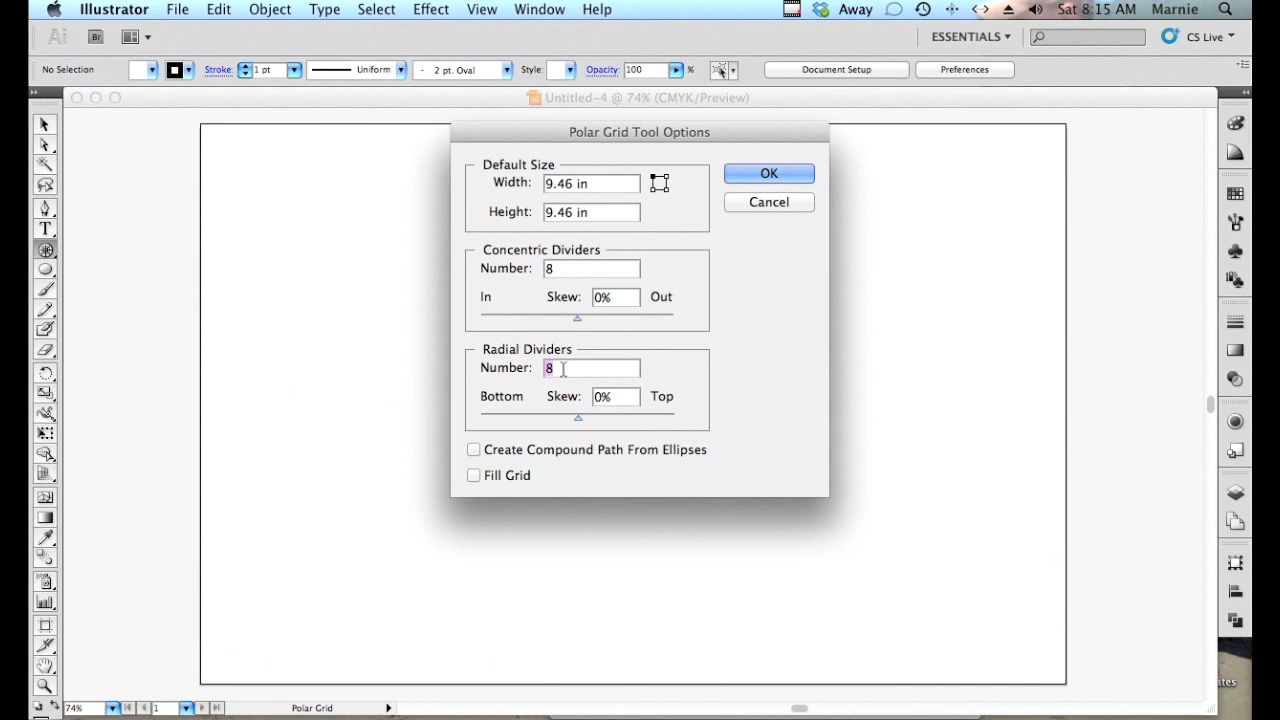 Illustrator File Edit Object Type Select Effect View Window Help Away Sat 8:15 AM Marnie
Ai Br ESSENTIALS CS Live
No Selection Stroke: 1 pt Uniform 2 pt. Oval Style: Opacity: 100 % Document Setup Preferences
Untitled-4 @ 74% (CMYK/Preview)
Polar Grid Tool Options
Default Size
Width: 9.46 in
OK
Height: 9.46 in
Cancel
Concentric Dividers
Number: 8
In Skew: 0% Out
Radial Dividers
Number: 8
Bottom Skew: 0% Top
Create Compound Path From Ellipses
Fill Grid
T
ates
74% 1 Polar Grid